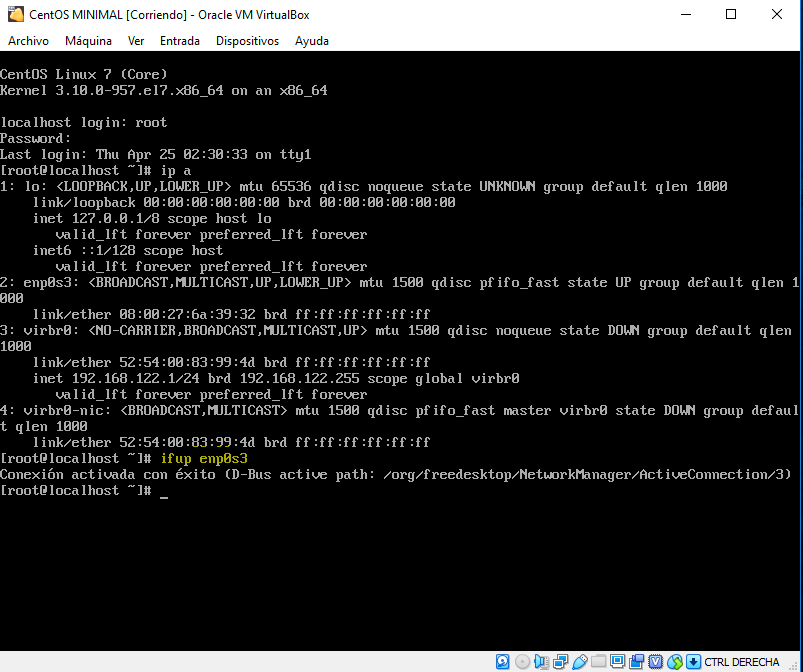 CentOS MINIMAL [Corriendo] - Oracle VM VirtualBox
Archivo Máquina Ver Entrada Dispositivos Ayuda
CentOS Linux 7 (Core)
Kernel 3.10.0-957.el7.x86_64 on an x86_64
localhost login: root
Password:
Last login: Thu Apr 25 02:30:33 on tty1
[root@localhost ~]# ip a
1: lo: <LOOPBACK,UP,LOWER_UP> mtu 65536 qdisc noqueue state UNKNOWN group default qlen 1000
    link/loopback 00:00:00:00:00:00 brd 00:00:00:00:00:00
    inet 127.0.0.1/8 scope host lo
       valid_lft forever preferred_lft forever
    inet6 ::1/128 scope host
       valid_lft forever preferred_lft forever
2: enp0s3: <BROADCAST,MULTICAST,UP,LOWER_UP> mtu 1500 qdisc pfifo_fast state UP group default qlen 1
000
    link/ether 08:00:27:6a:39:32 brd ff:ff:ff:ff:ff:ff
3: virbr0: <NO-CARRIER,BROADCAST,MULTICAST,UP> mtu 1500 qdisc noqueue state DOWN group default qlen
1000
    link/ether 52:54:00:83:99:4d brd ff:ff:ff:ff:ff:ff
    inet 192.168.122.1/24 brd 192.168.122.255 scope global virbr0
       valid_lft forever preferred_lft forever
4: virbr0-nic: <BROADCAST,MULTICAST> mtu 1500 qdisc pfifo_fast master virbr0 state DOWN group defaul
t qlen 1000
    link/ether 52:54:00:83:99:4d brd ff:ff:ff:ff:ff:ff
[root@localhost ~]# ifup enp0s3
Conexión activada con éxito (D-Bus active path: /org/freedesktop/NetworkManager/ActiveConnection/3)
[root@localhost ~]# _
CTRL DERECHA